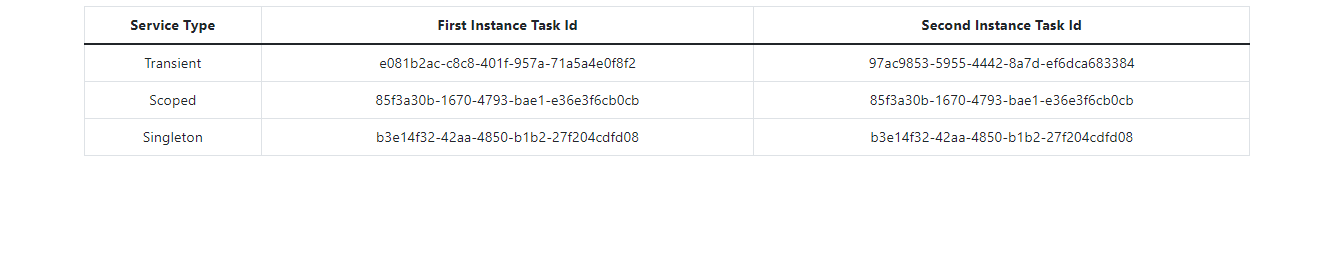 Service Type First Instance Task Id Second Instance Task Id
Transient e081b2ac-c8c8-401f-957a-71a5a4e0f8f2 97ac9853-5955-4442-8a7d-ef6dca683384
Scoped 85f3a30b-1670-4793-bae1-e36e3f6cb0cb 85f3a30b-1670-4793-bae1-e36e3f6cb0cb
Singleton b3e14f32-42aa-4850-b1b2-27f204cdfd08 b3e14f32-42aa-4850-b1b2-27f204cdfd08